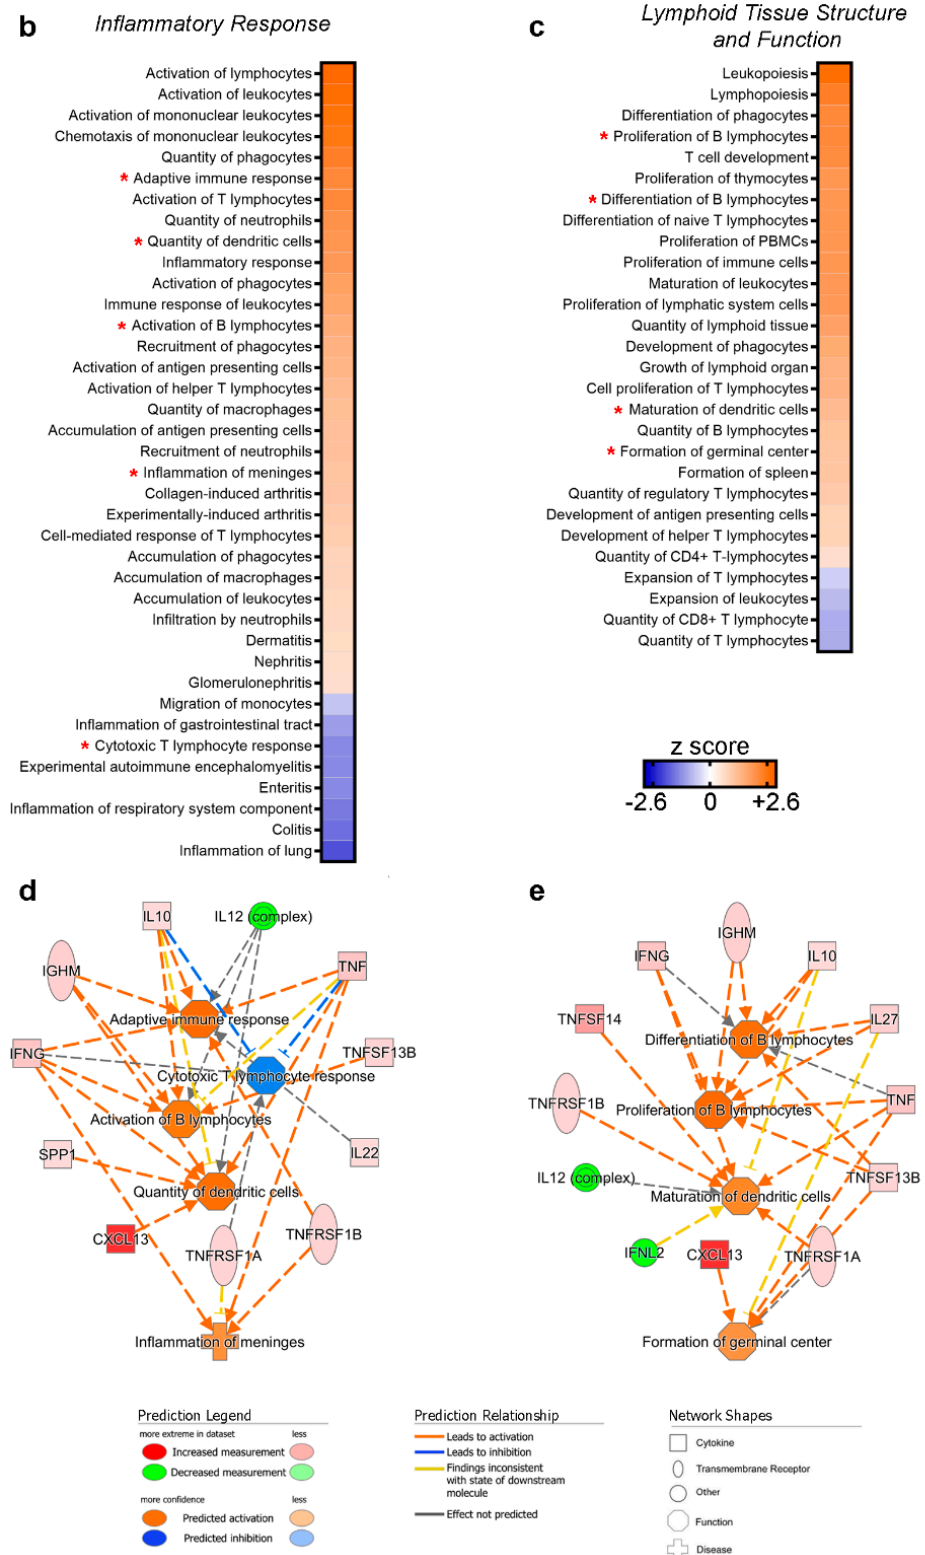 b
Inflammatory Response
Activation of lymphocytes
Activation of leukocytes
Activation of mononuclear leukocytes
Chemotaxis of mononuclear leukocytes
Quantity of phagocytes
* Adaptive immune response
Activation of T lymphocytes
Quantity of neutrophils
* Quantity of dendritic cells
Inflammatory response
Activation of phagocytes
Immune response of leukocytes
* Activation of B lymphocytes
Recruitment of phagocytes
Activation of antigen presenting cells
Activation of helper T lymphocytes
Quantity of macrophages
Accumulation of antigen presenting cells
Recruitment of neutrophils
* Inflammation of meninges
Collagen-induced arthritis
Experimentally-induced arthritis
Cell-mediated response of T lymphocytes
Accumulation of phagocytes
Accumulation of macrophages
Accumulation of leukocytes
Infiltration by neutrophils
Dermatitis
Nephritis
Glomerulonephritis
Migration of monocytes
Inflammation of gastrointestinal tract
* Cytotoxic T lymphocyte response
Experimental autoimmune encephalomyelitis
Enteritis
Inflammation of respiratory system component
Colitis
Inflammation of lung
c
Lymphoid Tissue Structure
and Function
Leukopoiesis
Lymphopoiesis
Differentiation of phagocytes
* Proliferation of B lymphocytes
T cell development
Proliferation of thymocytes
* Differentiation of B lymphocytes
Differentiation of naive T lymphocytes
Proliferation of PBMCs
Proliferation of immune cells
Maturation of leukocytes
Proliferation of lymphatic system cells
Quantity of lymphoid tissue
Development of phagocytes
Growth of lymphoid organ
Cell proliferation of T lymphocytes
* Maturation of dendritic cells
Quantity of B lymphocytes
* Formation of germinal center
Formation of spleen
Quantity of regulatory T lymphocytes
Development of antigen presenting cells
Development of helper T lymphocytes
Quantity of CD4+ T-lymphocytes
Expansion of T lymphocytes
Expansion of leukocytes
Quantity of CD8+ T lymphocyte
Quantity of T lymphocytes
z score
-2.6 0 +2.6
d
IL10
IL12 (complex)
IGHM
TNF
Adaptive immune response
IFNG
TNFSF13B
Cytotoxic T lymphocyte response
Activation of B lymphocytes
SPP1
IL22
Quantity of dendritic cells
CXCL13
TNFRSF1A
TNFRSF1B
Inflammation of meninges
e
IGHM
IFNG
IL10
TNFSF14
IL27
Differentiation of B lymphocytes
TNFRSF1B
Proliferation of B lymphocytes
TNF
IL12 (complex)
TNFSF13B
Maturation of dendritic cells
IFNL2
CXCL13
TNFRSF1A
Formation of germinal center
Prediction Legend
more extreme in dataset less
Increased measurement
Decreased measurement
more confidence less
Predicted activation
Predicted inhibition
Prediction Relationship
Leads to activation
Leads to inhibition
Findings inconsistent
with state of downstream
molecule
Effect not predicted
Network Shapes
Cytokine
Transmembrane Receptor
Other
Function
Disease